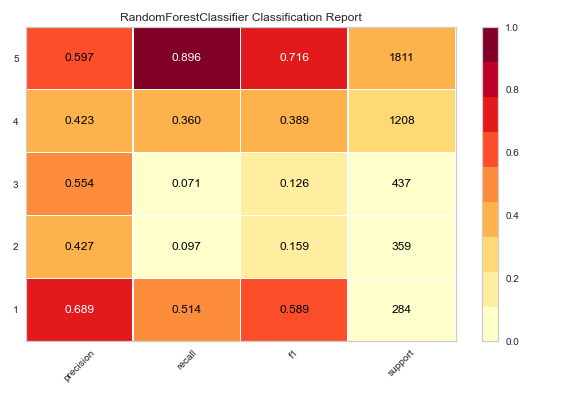 RandomForestClassifier Classification Report
5 0.597 0.896 0.716 1811
4 0.423 0.360 0.389 1208
3 0.554 0.071 0.126 437
2 0.427 0.097 0.159 359
1 0.689 0.514 0.589 284
precision recall f1 support
1.0
0.8
0.6
0.4
0.2
0.0